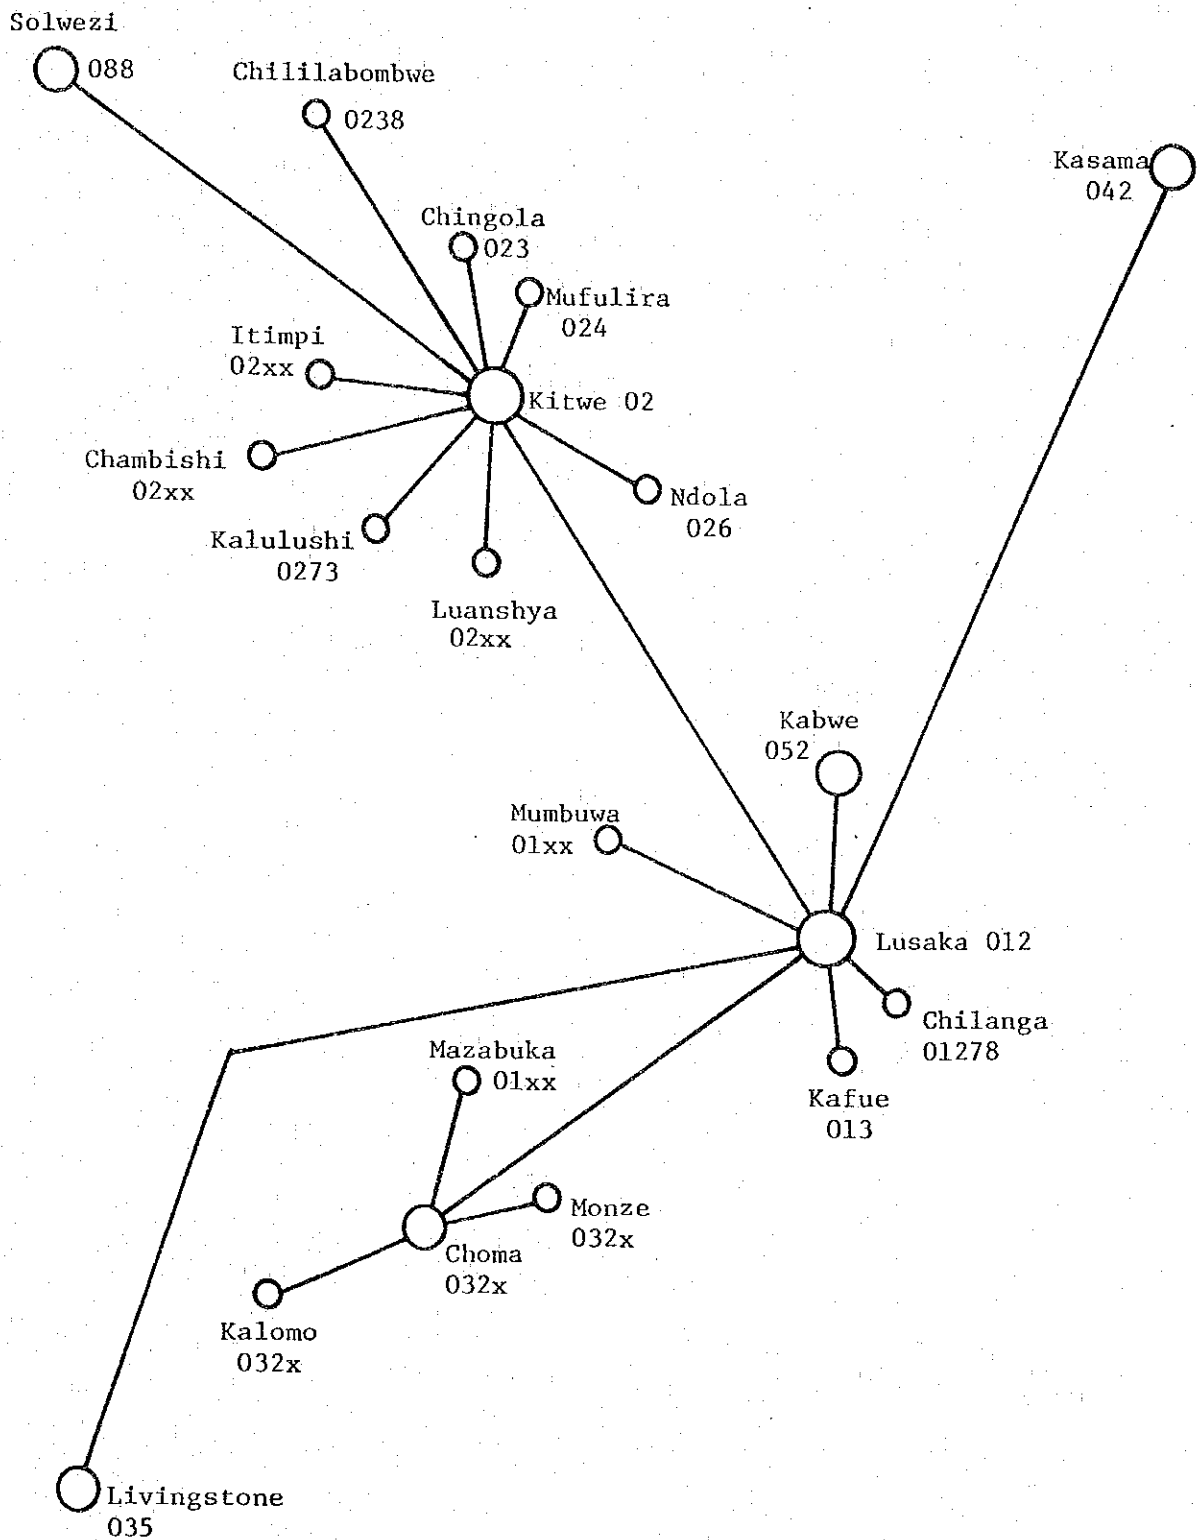 Solwezi
088
Chililabombwe
0238
Kasama
042
Chingola
023
Mufulira
024
Itimpi
02xx
Kitwe 02
Chambishi
02xx
Ndola
026
Kalulushi
0273
Luanshya
02xx
Kabwe
052
Mumbuwa
01xx
Lusaka 012
Chilanga
01278
Mazabuka
01xx
Kafue
013
Monze
032x
Choma
032x
Kalomo
032x
Livingstone
035